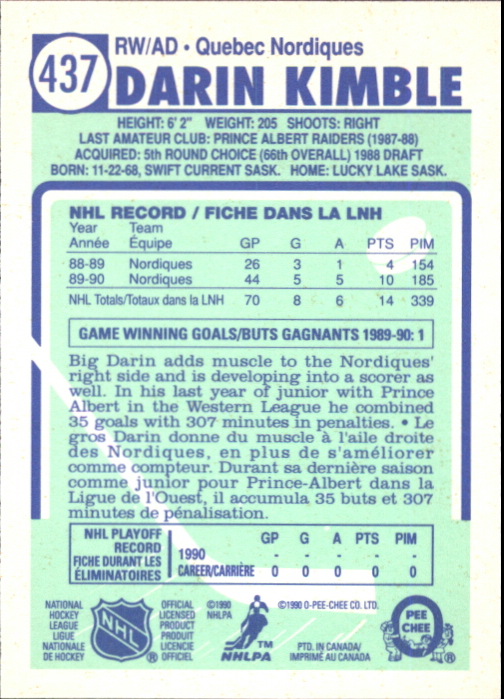 437
RW/AD • Quebec Nordiques
DARIN KIMBLE
HEIGHT: 6' 2" WEIGHT: 205 SHOOTS: RIGHT
LAST AMATEUR CLUB: PRINCE ALBERT RAIDERS (1987-88)
ACQUIRED: 5th ROUND CHOICE (66th OVERALL) 1988 DRAFT
BORN: 11-22-68, SWIFT CURRENT SASK. HOME: LUCKY LAKE SASK.
NHL RECORD / FICHE DANS LA LNH
Year Team
Année Équipe GP G A PTS PIM
88-89 Nordiques 26 3 1 4 154
89-90 Nordiques 44 5 5 10 185
NHL Totals/Totaux dans la LNH 70 8 6 14 339
GAME WINNING GOALS/BUTS GAGNANTS 1989-90: 1
Big Darin adds muscle to the Nordiques'
right side and is developing into a scorer as
well. In his last year of junior with Prince
Albert in the Western League he combined
35 goals with 307 minutes in penalties. • Le
gros Darin donne du muscle à l'aile droite
des Nordiques, en plus de s'améliorer
comme compteur. Durant sa dernière saison
comme junior pour Prince-Albert dans la
Ligue de l'Ouest, il accumula 35 buts et 307
minutes de pénalisation.
NHL PLAYOFF
RECORD
FICHE DURANT LES
ÉLIMINATOIRES
GP G A PTS PIM
1990 - - - - -
CAREER/CARRIÈRE 0 0 0 0 0
NATIONAL
HOCKEY
LEAGUE
LIGUE
NATIONALE
DE HOCKEY
NHL
®
OFFICIAL
LICENSED
PRODUCT
PRODUIT
LICENCIÉ
OFFICIEL
©1990
NHLPA
TM
NHLPA
©1990 O-PEE-CHEE CO. LTD.
PTD. IN CANADA/
IMPRIMÉ AU CANADA
O
PEE
CHEE
®